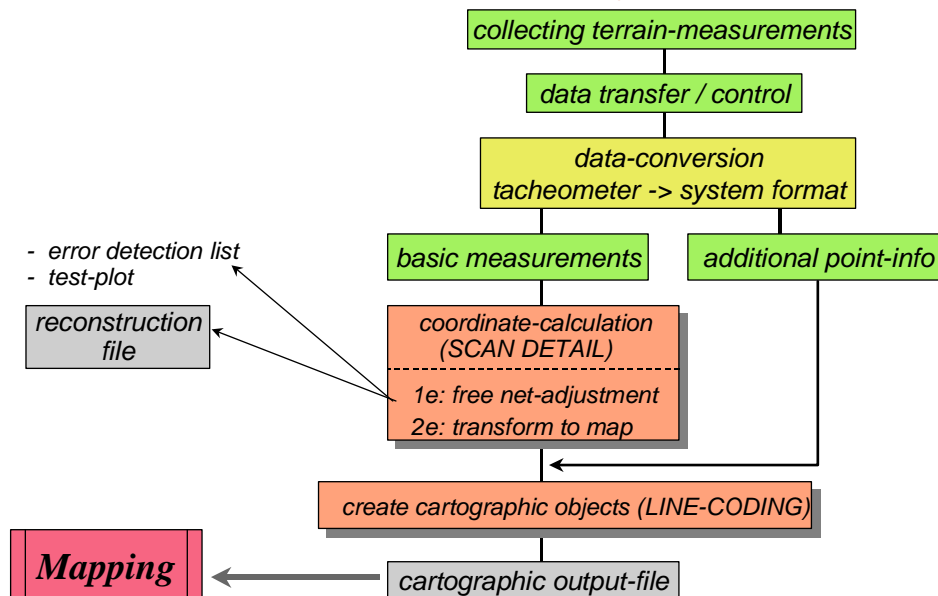 collecting terrain-measurements
data transfer / control
data-conversion
tacheometer -> system format
basic measurements
additional point-info
- error detection list
- test-plot
reconstruction
file
coordinate-calculation
(SCAN DETAIL)
1e: free net-adjustment
2e: transform to map
create cartographic objects (LINE-CODING)
Mapping
cartographic output-file